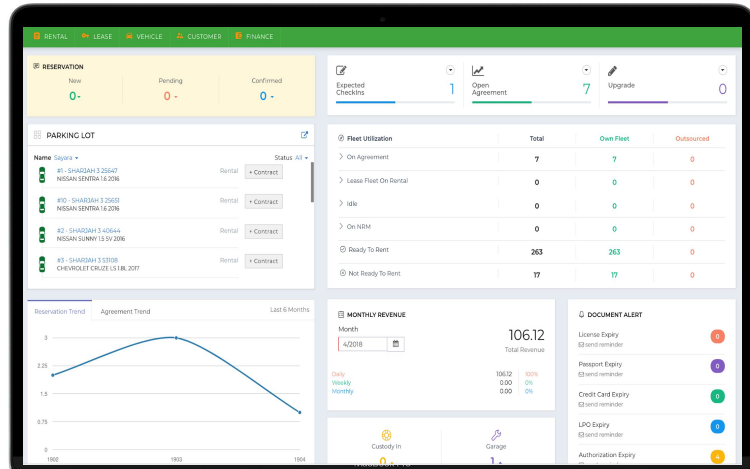 RENTAL LEASE VEHICLE CUSTOMER FINANCE
RESERVATION
New Pending Confirmed
0 0 0
Expected Checkins 1
Open Agreement 7
Upgrade 0
PARKING LOT
Name Sayara Status All
#1 - SHARJAH 3 25647 Rental + Contract
NISSAN SENTRA 1.6 2016
#10 - SHARJAH 3 25651 Rental + Contract
NISSAN SENTRA 1.6 2016
#2 - SHARJAH 3 40644 Rental + Contract
NISSAN SUNNY 1.5 SV 2016
#3 - SHARJAH 3 53108 Rental + Contract
CHEVROLET CRUZE LS 1.8L 2017
Fleet Utilization Total Own Fleet Outsourced
On Agreement 7 7 0
Lease Fleet On Rental 0 0 0
Idle 0 0 0
On NRM 0 0 0
Ready To Rent 263 263 0
Not Ready To Rent 17 17 0
Reservation Trend Agreement Trend Last 6 Months
3
2.25
1.5
0.75
0
1902 1903 1904
MONTHLY REVENUE
Month
4/2018
106.12
Total Revenue
Daily 106.12 100%
Weekly 0.00 0%
Monthly 0.00 0%
Custody In Garage
0 1
DOCUMENT ALERT
License Expiry 0
send reminder
Passport Expiry 0
send reminder
Credit Card Expiry 0
send reminder
LPO Expiry 0
send reminder
Authorization Expiry 4